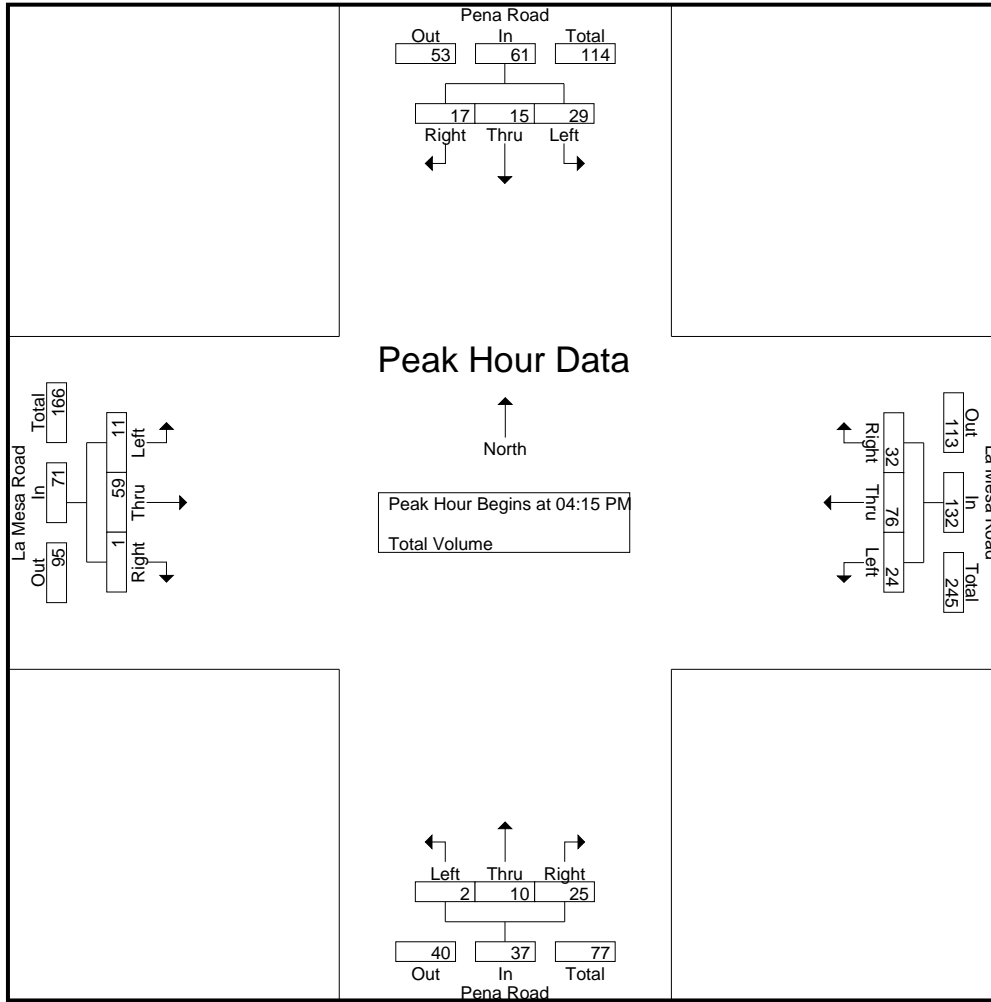 Pena Road
Out In Total
53 61 114
17 15 29
Right Thru Left
Peak Hour Data
North
Peak Hour Begins at 04:15 PM
Total Volume
La Mesa Road
Out In Total
95 71 166
11 59 1
Left Thru Right
La Mesa Road
Out In Total
113 132 245
32 76 24
Right Thru Left
Left Thru Right
2 10 25
40 37 77
Out In Total
Pena Road